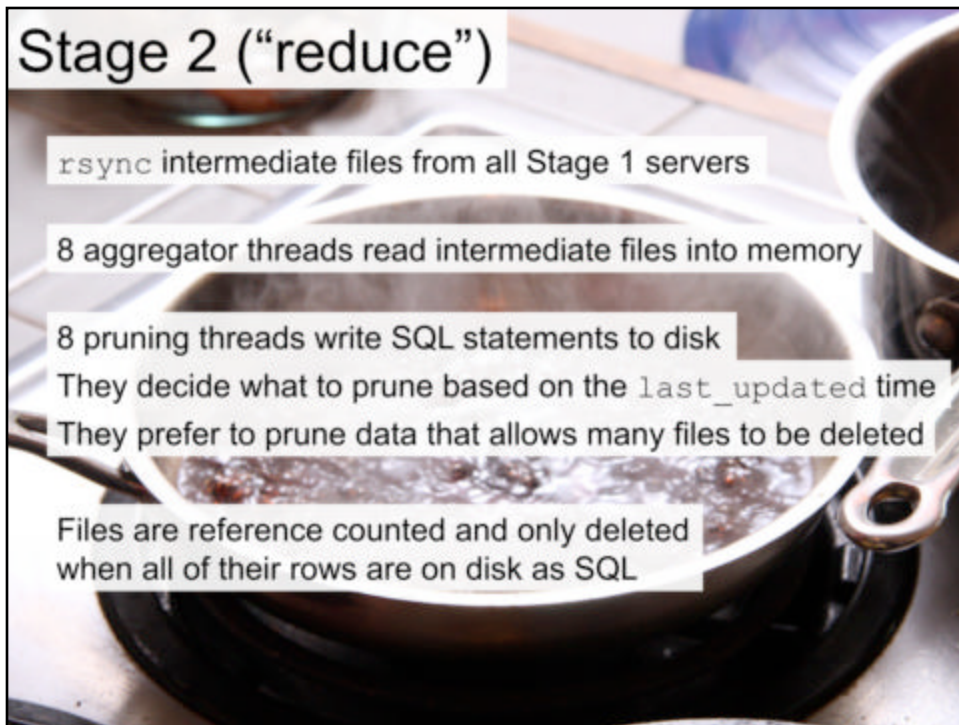 Stage 2 (“reduce”)
rsync intermediate files from all Stage 1 servers
8 aggregator threads read intermediate files into memory
8 pruning threads write SQL statements to disk
They decide what to prune based on the last_updated time
They prefer to prune data that allows many files to be deleted
Files are reference counted and only deleted
when all of their rows are on disk as SQL